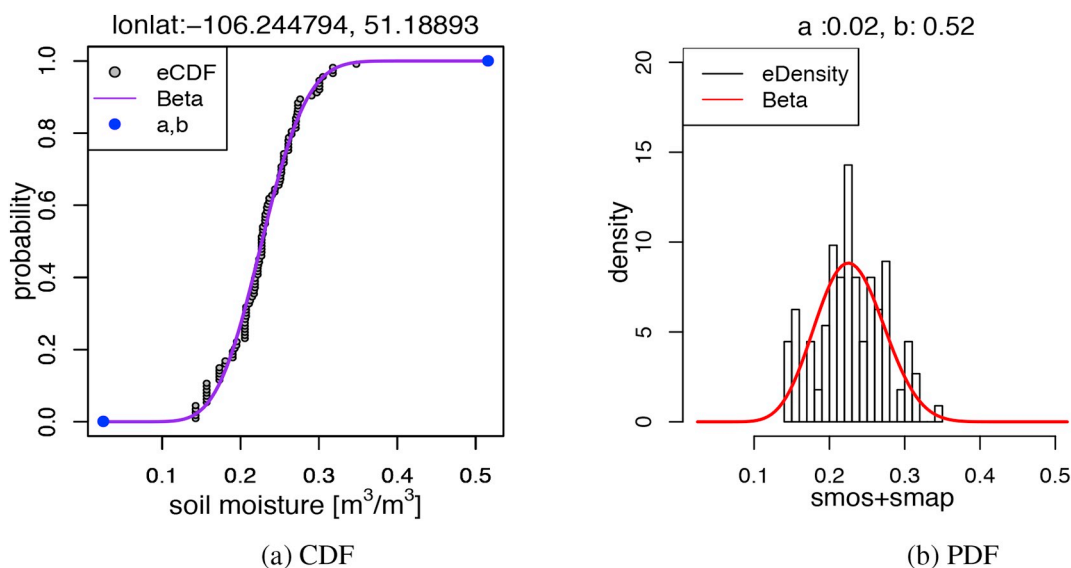 lonlat:−106.244794, 51.18893
eCDF
Beta
a,b
probability
0.0
0.2
0.4
0.6
0.8
1.0
0.1 0.2 0.3 0.4 0.5
soil moisture [m³/m³]
(a) CDF
a :0.02, b: 0.52
eDensity
Beta
density
0
5
10
15
20
0.1 0.2 0.3 0.4 0.5
smos+smap
(b) PDF